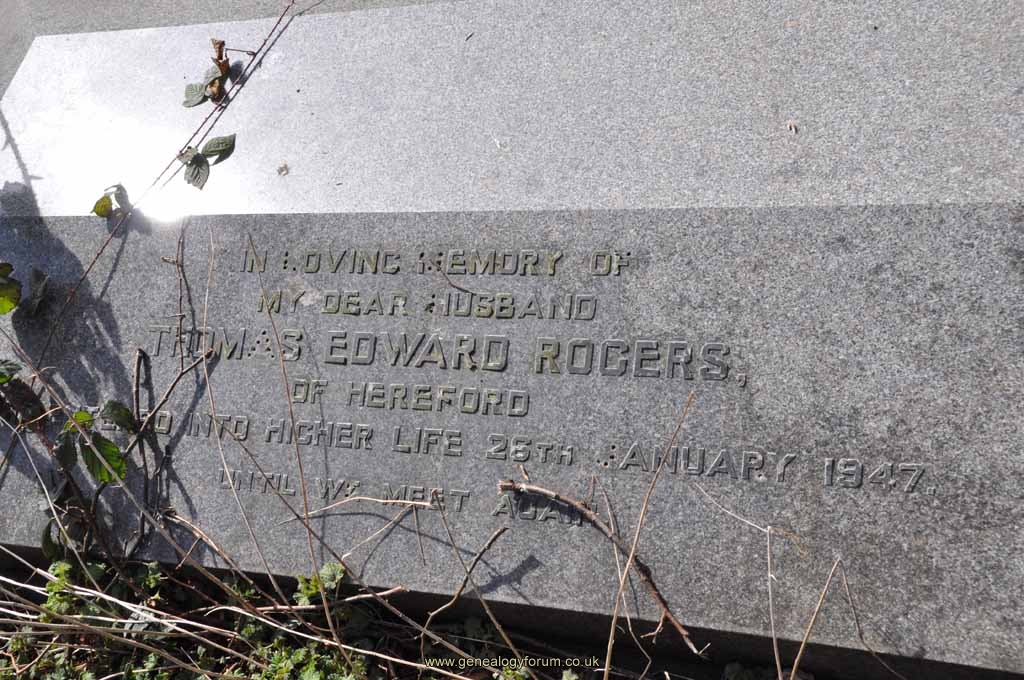 IN LOVING MEMORY OF
MY DEAR HUSBAND
THOMAS EDWARD ROGERS,
OF HEREFORD
INTO HIGHER LIFE 26TH JANUARY 1947.
UNTIL WE MEET AGAIN
www.genealogyforum.co.uk